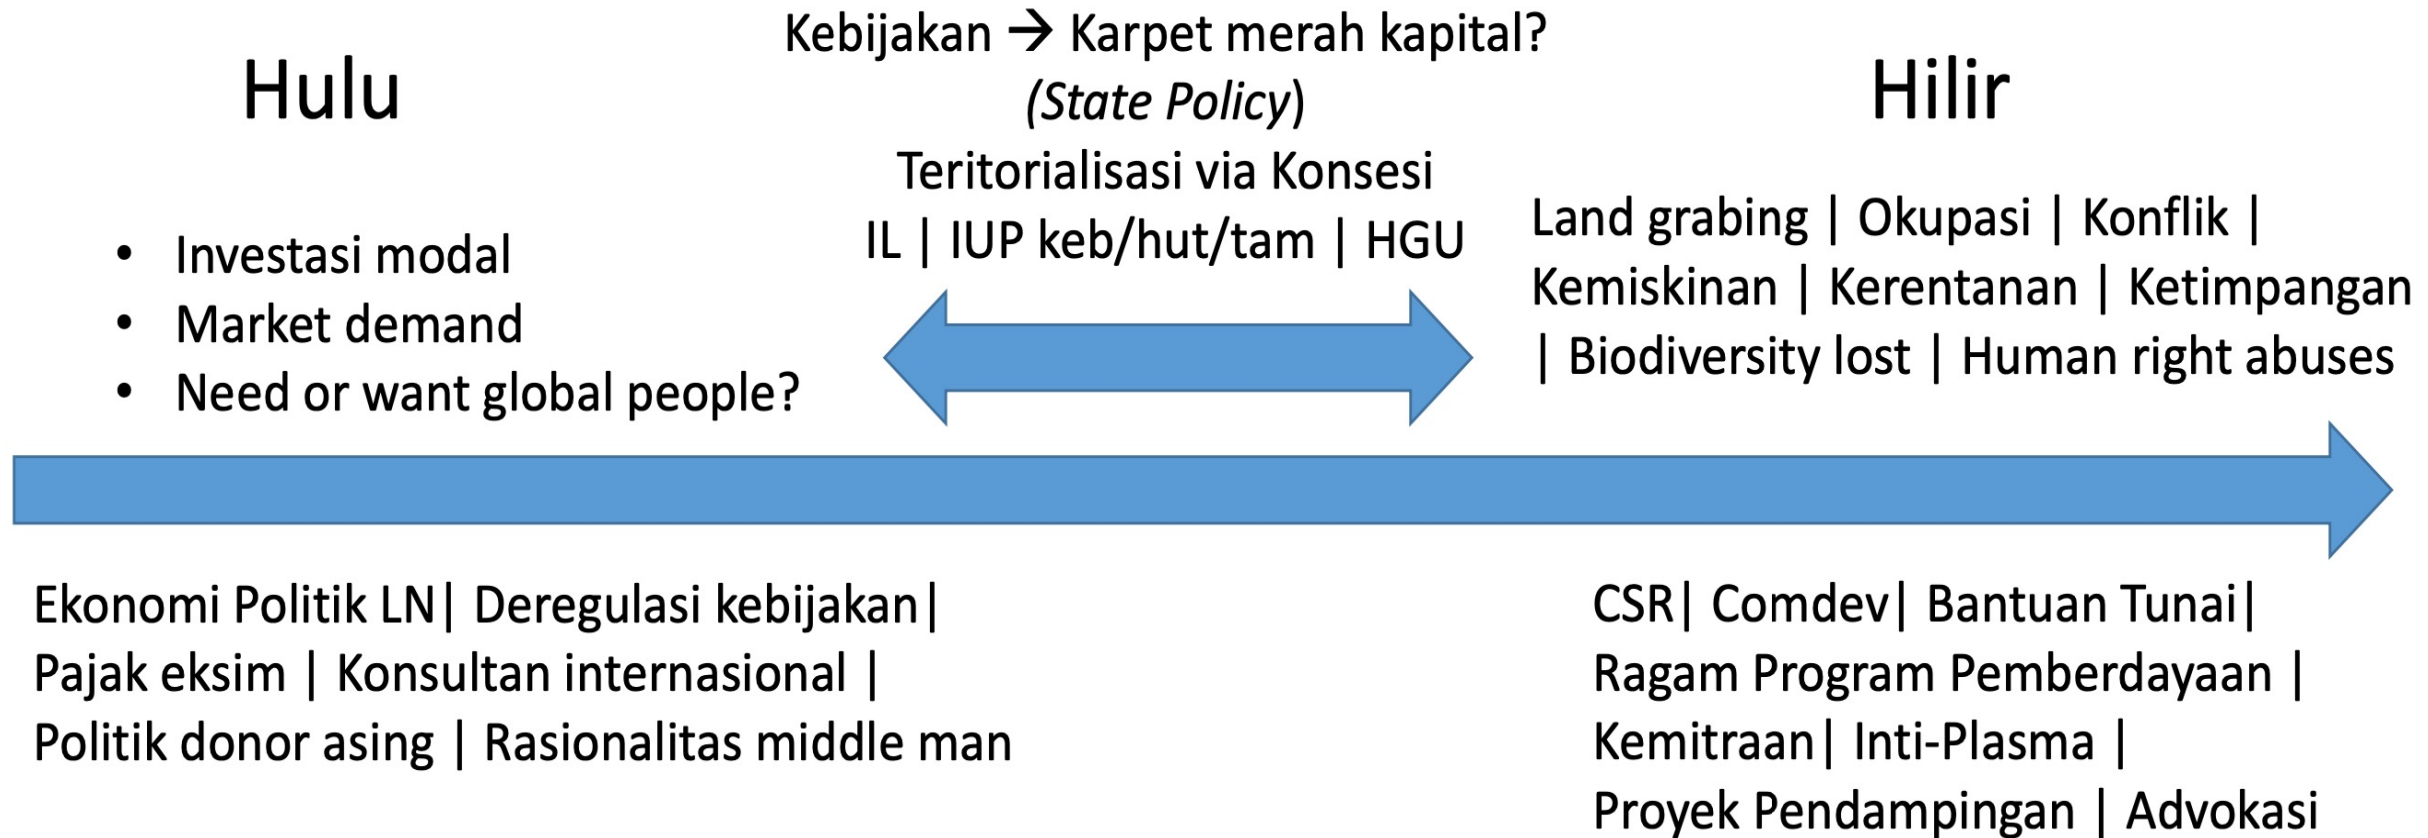 Hulu
• Investasi modal
• Market demand
• Need or want global people?
Kebijakan → Karpet merah kapital?
(State Policy)
Teritorialisasi via Konsesi
IL | IUP keb/hut/tam | HGU
Hilir
Land grabing | Okupasi | Konflik |
Kemiskinan | Kerentanan | Ketimpangan
| Biodiversity lost | Human right abuses
Ekonomi Politik LN| Deregulasi kebijakan|
Pajak eksim | Konsultan internasional |
Politik donor asing | Rasionalitas middle man
CSR| Comdev| Bantuan Tunai|
Ragam Program Pemberdayaan |
Kemitraan| Inti-Plasma |
Proyek Pendampingan | Advokasi